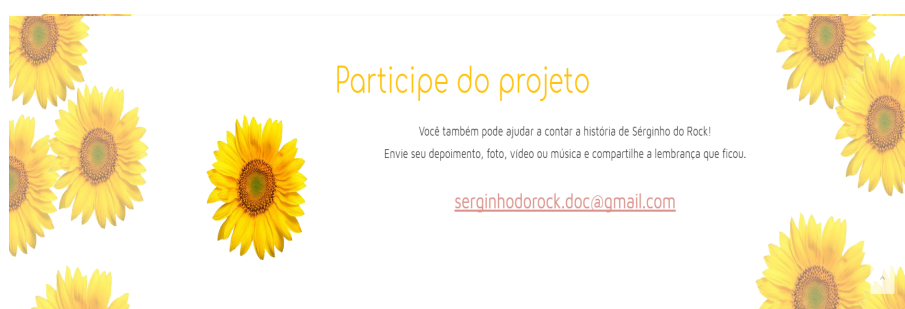 Participe do projeto
Você também pode ajudar a contar a história de Sérginho do Rock!
Envie seu depoimento, foto, vídeo ou música e compartilhe a lembrança que ficou.
serginhodorock.doc@gmail.com